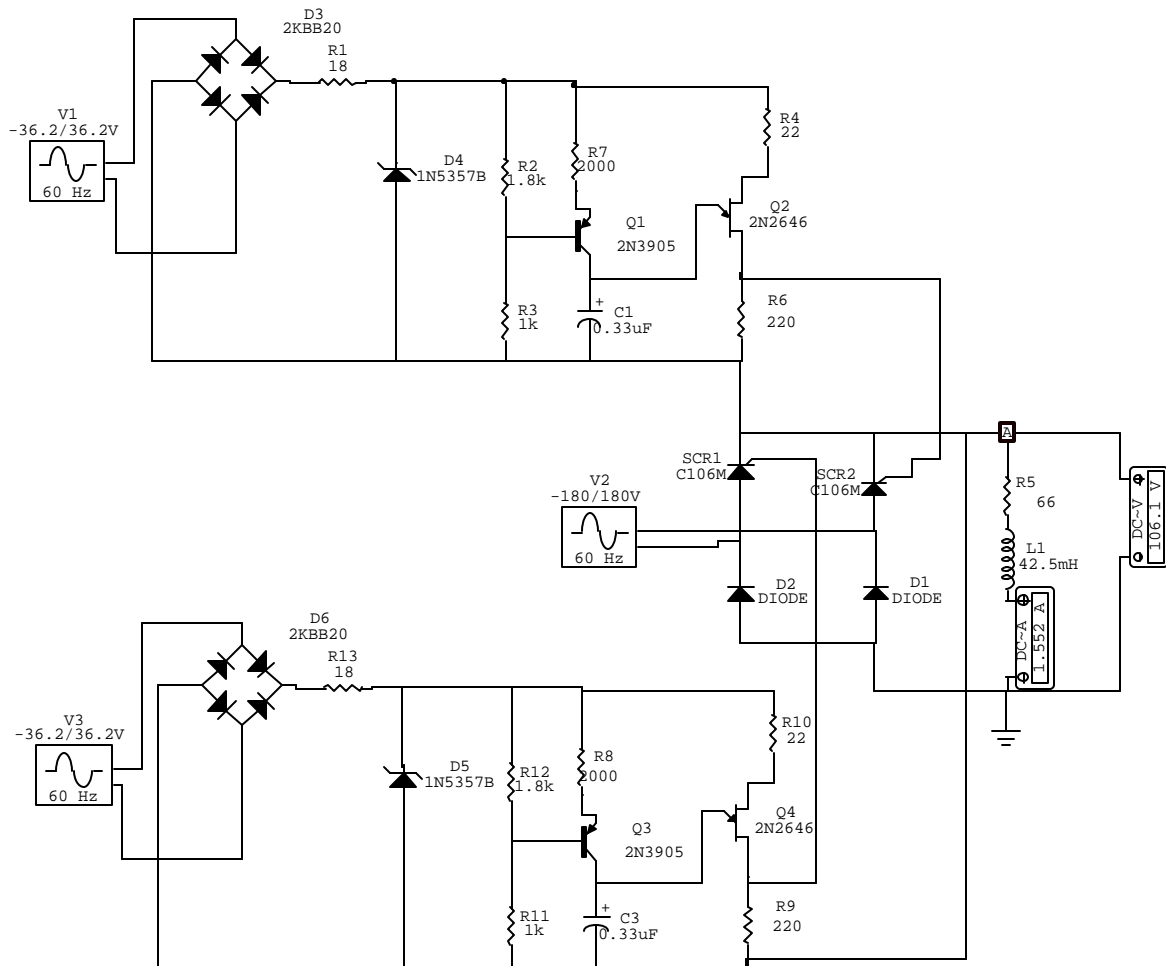 D3
2KBB20
R1
18
V1
-36.2/36.2V
60 Hz
D4
1N5357B
R2
1.8k
R7
2000
R4
22
Q1
2N3905
Q2
2N2646
R3
1k
+
C1
0.33uF
R6
220
SCR1
C106M
SCR2
C106M
A
V2
-180/180V
60 Hz
R5
66
L1
42.5mH
DC~V
106.1 V
D2
DIODE
D1
DIODE
DC~A
1.552 A
D6
2KBB20
R13
18
V3
-36.2/36.2V
60 Hz
D5
1N5357B
R12
1.8k
R8
2000
R10
22
Q3
2N3905
Q4
2N2646
R11
1k
+
C3
0.33uF
R9
220